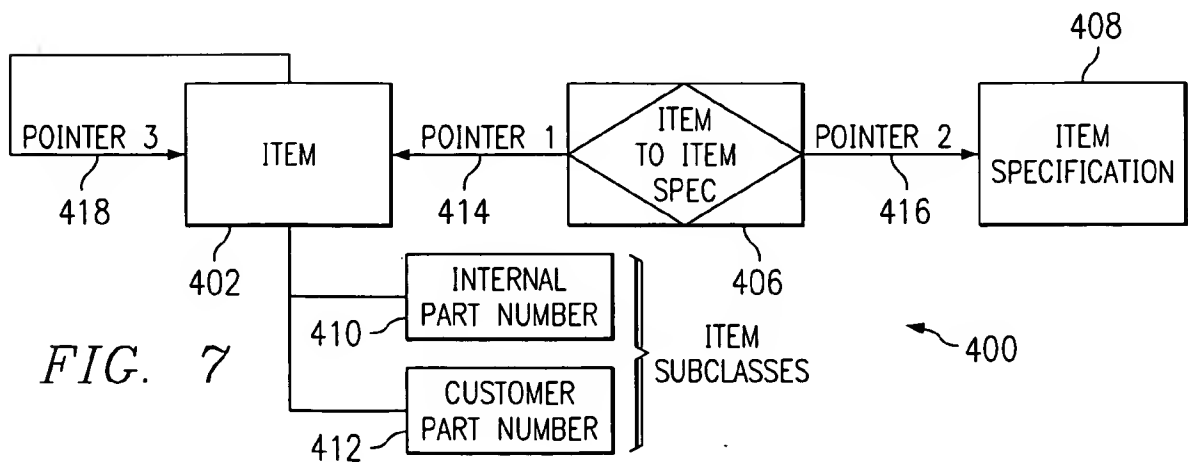 408
POINTER 3
418
ITEM
402
POINTER 1
414
ITEM
TO ITEM
SPEC
406
POINTER 2
416
ITEM
SPECIFICATION
INTERNAL
PART NUMBER
410
CUSTOMER
PART NUMBER
412
ITEM
SUBCLASSES
400
FIG. 7